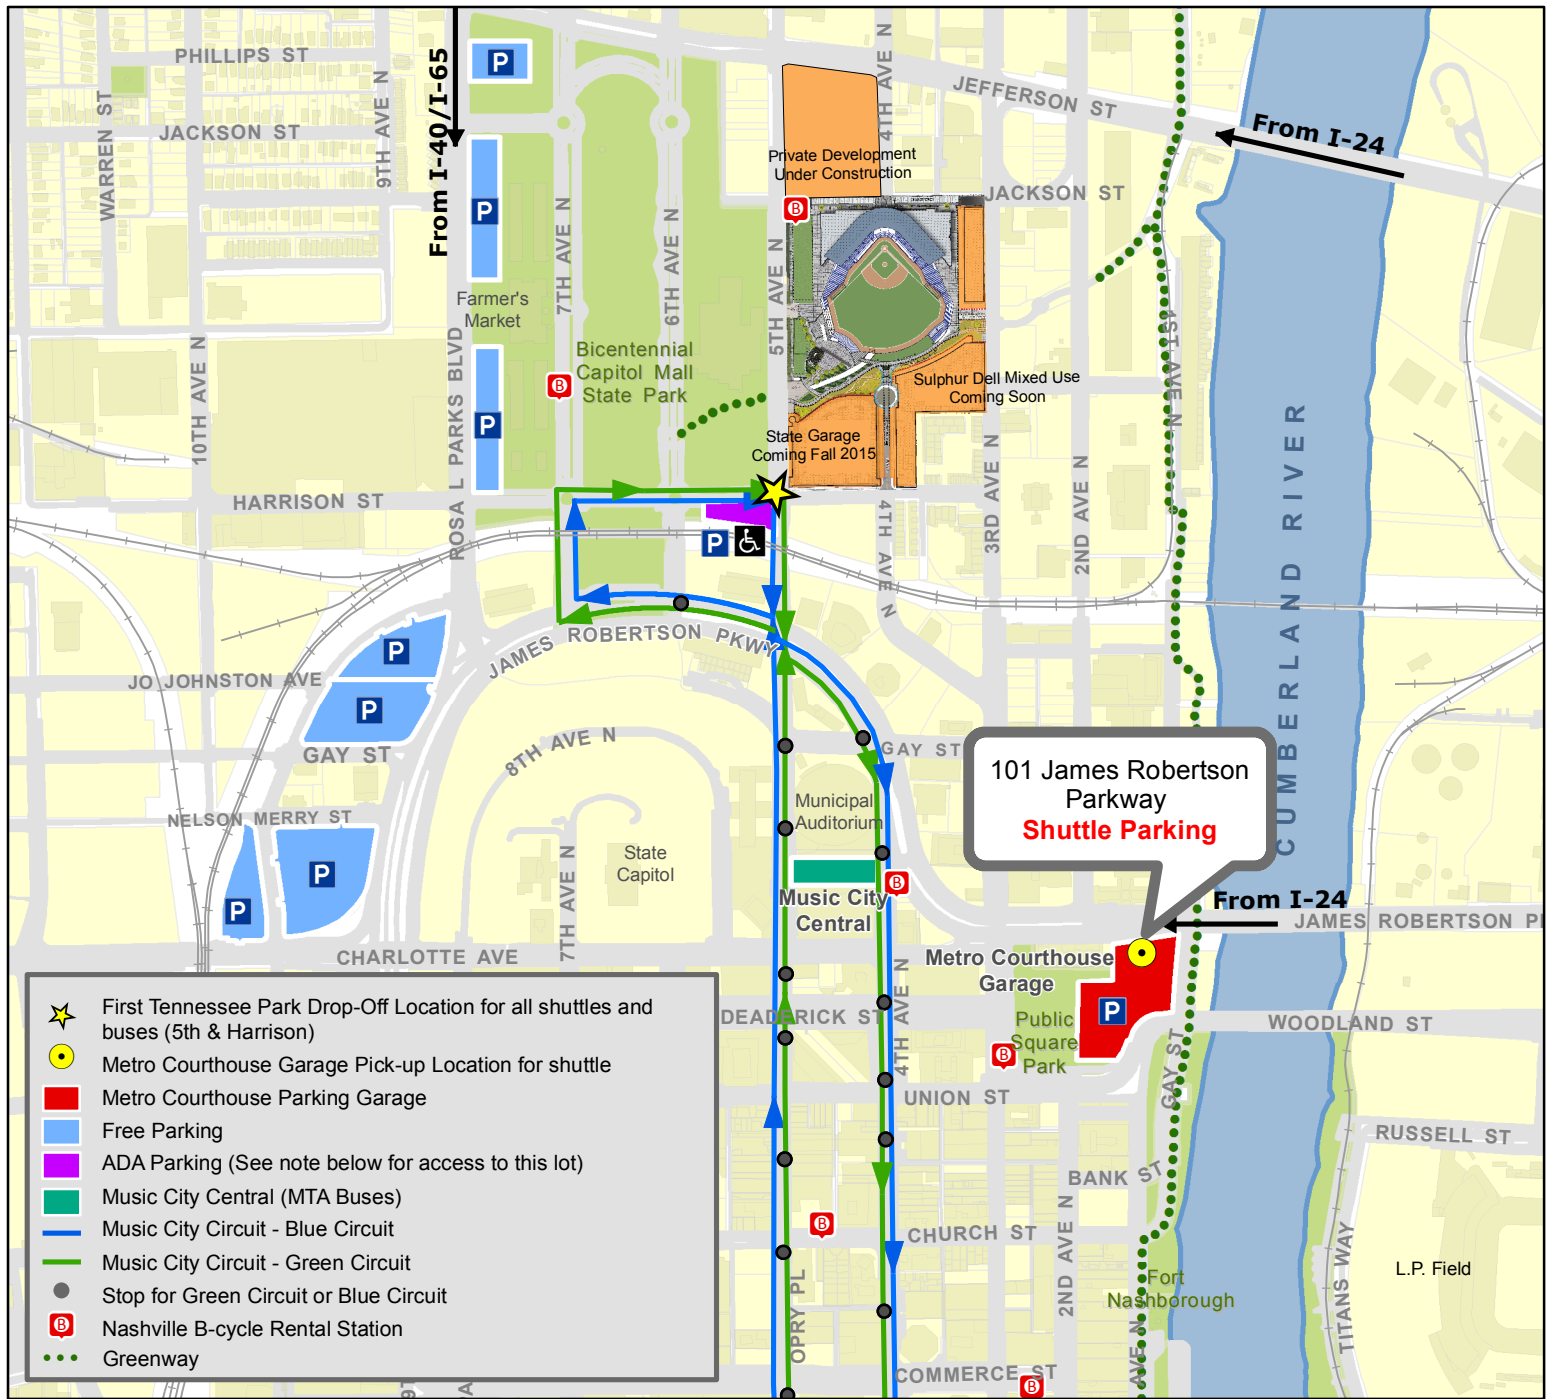 PHILLIPS ST
JACKSON ST
WARREN ST
9TH AVE N
From I-40/I-65
P
4TH AVE N
JEFFERSON ST
From I-24
Private Development
Under Construction
JACKSON ST
B
P
7TH AVE N
6TH AVE N
5TH AVE N
Farmer's
Market
1ST AVE N
10TH AVE N
ROSA L PARKS BLVD
Bicentennial
Capitol Mall
State Park
B
P
Sulphur Dell Mixed Use
Coming Soon
State Garage
Coming Fall 2015
HARRISON ST
4TH AVE N
3RD AVE N
2ND AVE N
CUMBERLAND RIVER
P
JAMES ROBERTSON PKWY
P
JO JOHNSTON AVE
P
GAY ST
8TH AVE N
GAY ST
101 James Robertson
Parkway
Shuttle Parking
NELSON MERRY ST
Municipal
Auditorium
State
Capitol
P
P
7TH AVE N
B
Music City
Central
From I-24
JAMES ROBERTSON P
CHARLOTTE AVE
Metro Courthouse
Garage
P
4TH AVE N
DEADERICK ST
Public
Square
Park
B
WOODLAND ST
GAY ST
UNION ST
RUSSELL ST
BANK ST
2ND AVE N
B
CHURCH ST
TITANS WAY
L.P. Field
Fort
Nashborough
OPRY PL
AVE N
COMMERCE ST
B
First Tennessee Park Drop-Off Location for all shuttles and
buses (5th & Harrison)
Metro Courthouse Garage Pick-up Location for shuttle
Metro Courthouse Parking Garage
Free Parking
ADA Parking (See note below for access to this lot)
Music City Central (MTA Buses)
Music City Circuit - Blue Circuit
Music City Circuit - Green Circuit
Stop for Green Circuit or Blue Circuit
B
Nashville B-cycle Rental Station
Greenway